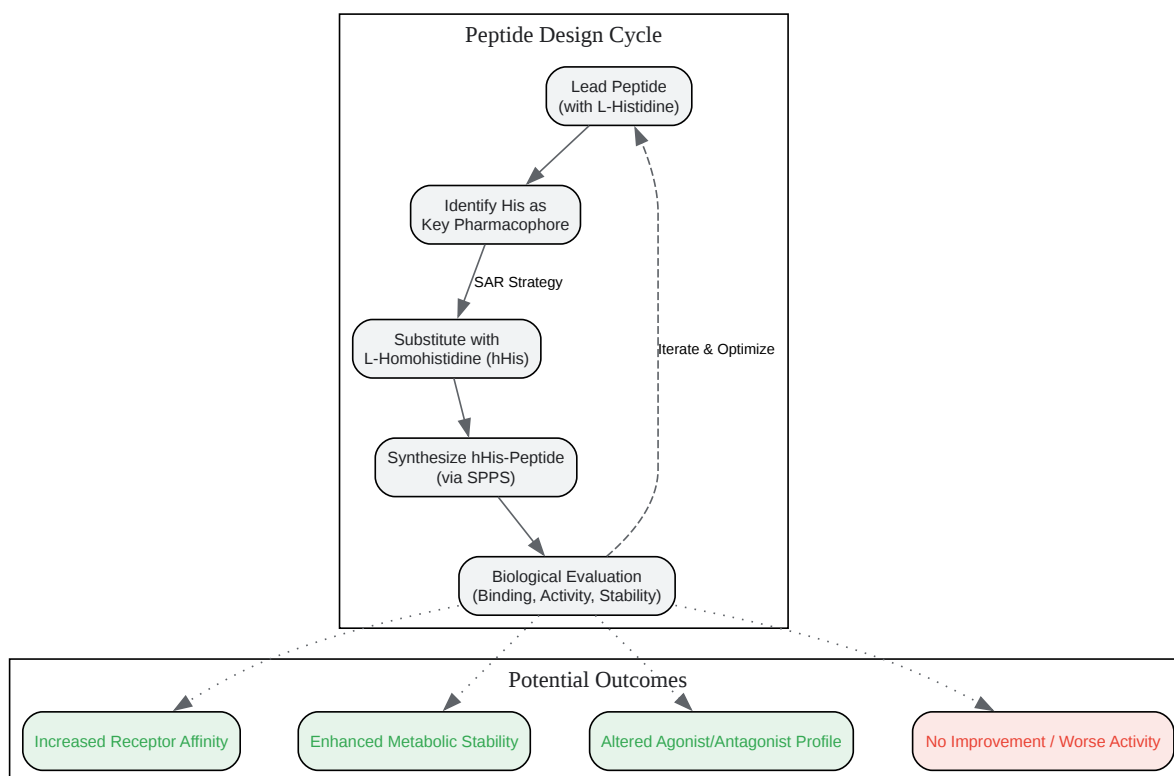 Peptide Design Cycle
Lead Peptide
(with L-Histidine)
Identify His as
Key Pharmacophore
SAR Strategy
Substitute with
L-Homohistidine (hHis)
Iterate & Optimize
Synthesize hHis-Peptide
(via SPPS)
Biological Evaluation
(Binding, Activity, Stability)
Potential Outcomes
Increased Receptor Affinity
Enhanced Metabolic Stability
Altered Agonist/Antagonist Profile
No Improvement / Worse Activity